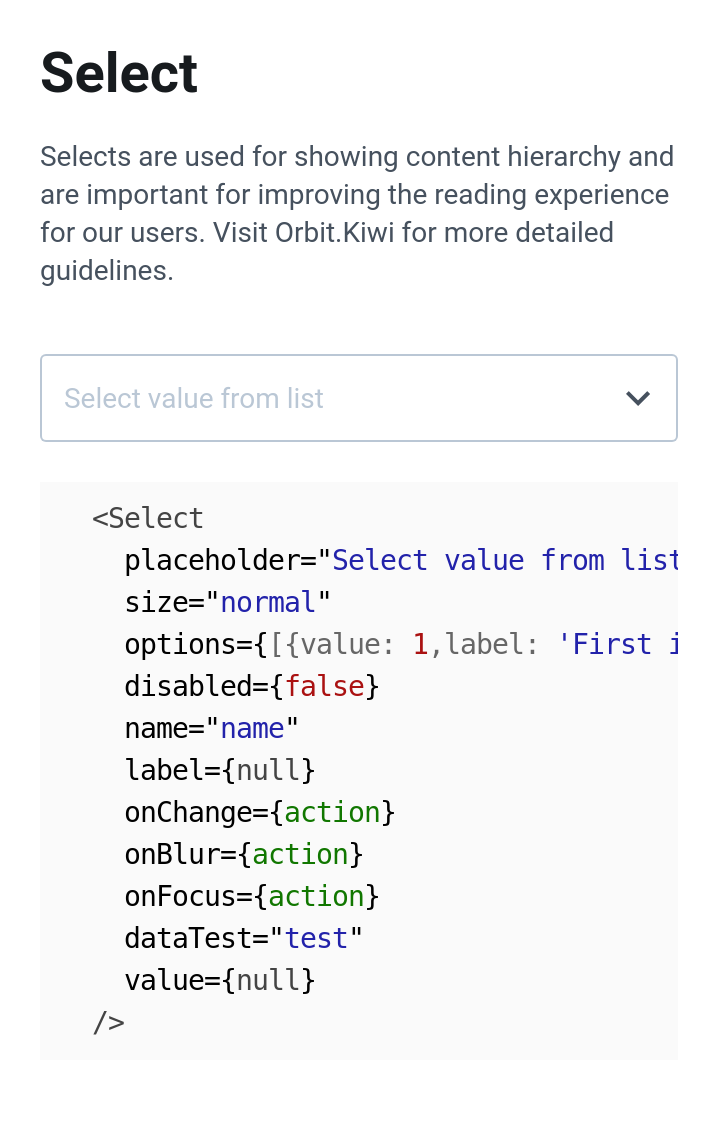 Select
Selects are used for showing content hierarchy and
are important for improving the reading experience
for our users. Visit Orbit.Kiwi for more detailed
guidelines.
Select value from list
<Select
placeholder="Select value from list
size="normal"
options={[{value: 1,label: 'First i
disabled={false}
name="name"
label={null}
onChange={action}
onBlur={action}
onFocus={action}
dataTest="test"
value={null}
/>